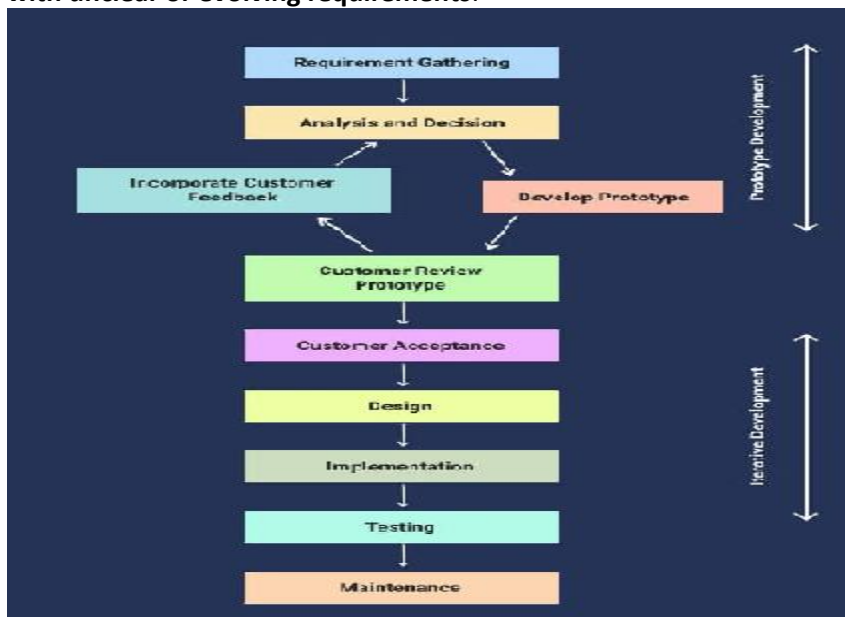 with unclear or evolving requirements.
Requirement Gathering
Analysis and Decision
Incorporate Customer
Feedback
Develop Prototype
Customer Review
Prototype
Customer Acceptance
Design
Implementation
Testing
Maintenance
Prototype Development
Iterative Development